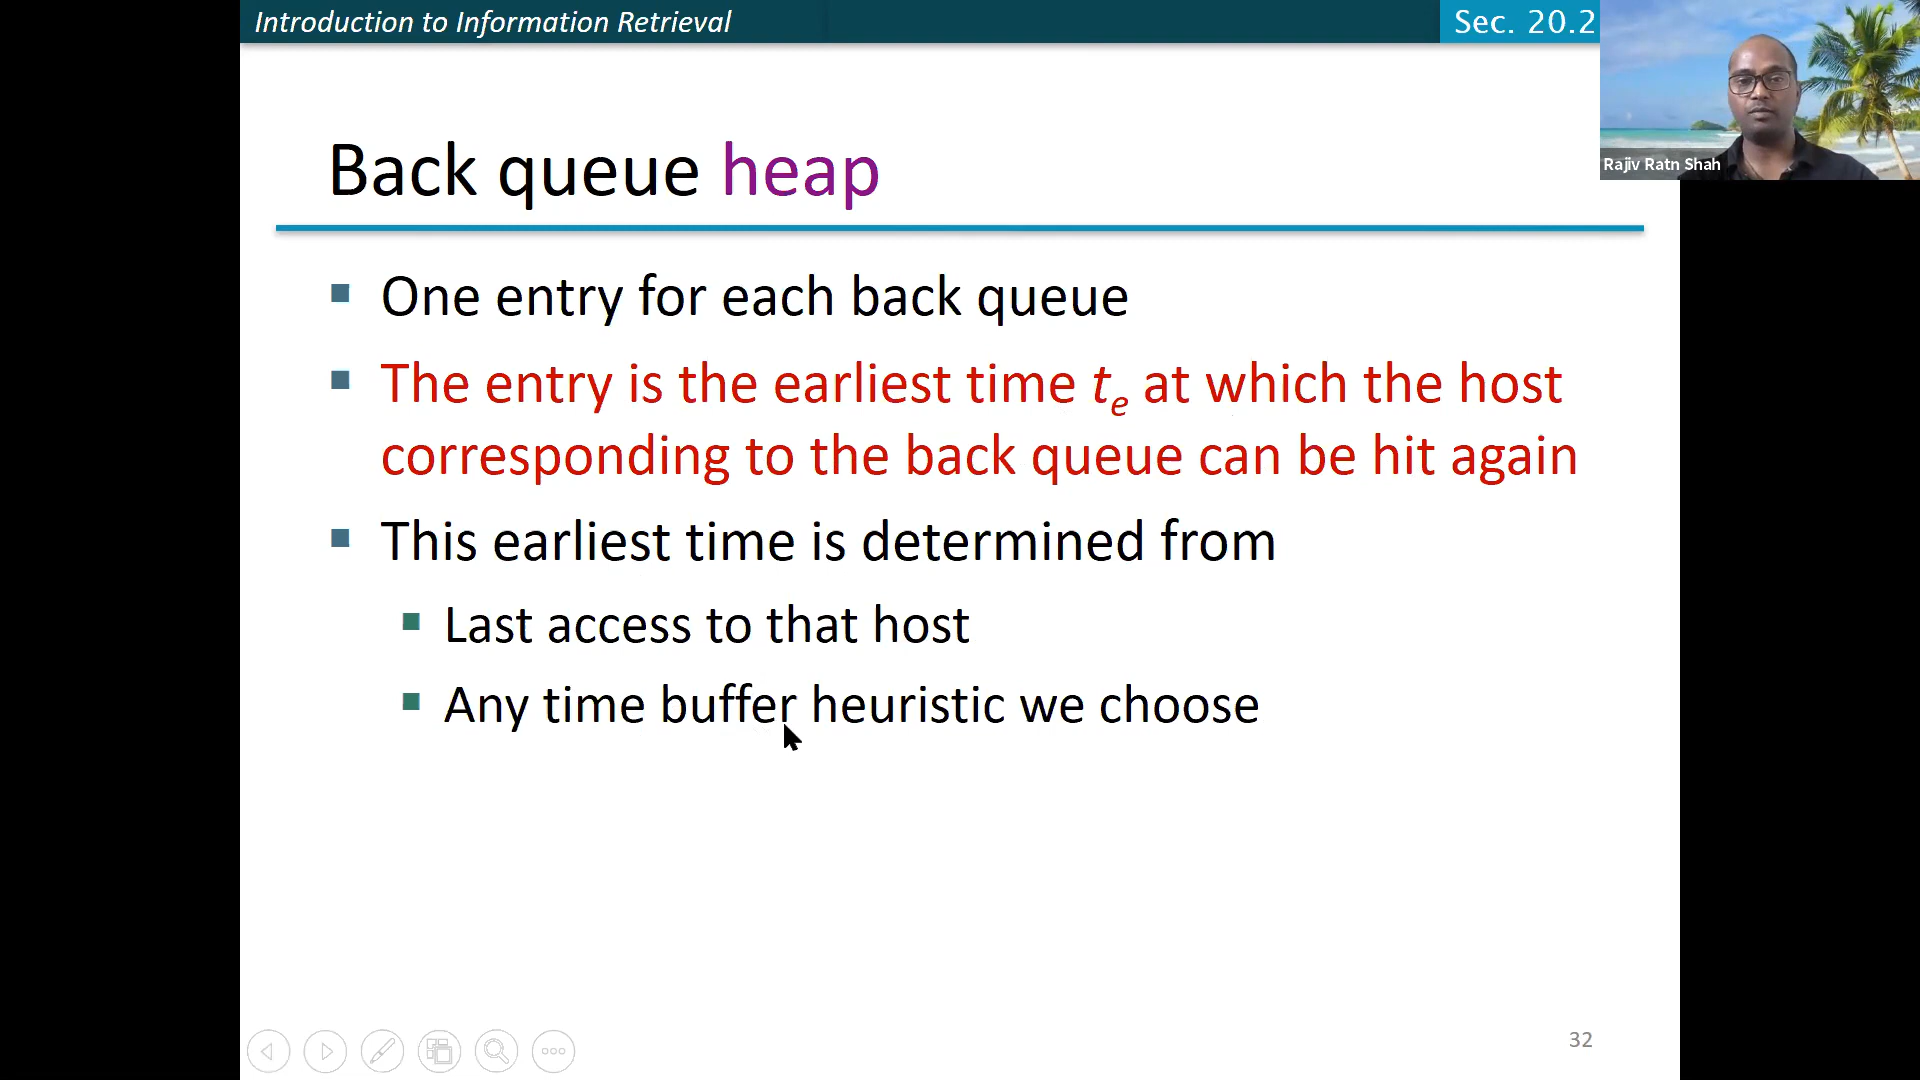 Introduction to Information Retrieval
Sec. 20.2
Rajiv Ratn Shah
Back queue heap
One entry for each back queue
The entry is the earliest time te at which the host
corresponding to the back queue can be hit again
This earliest time is determined from
Last access to that host
Any time buffer heuristic we choose
32